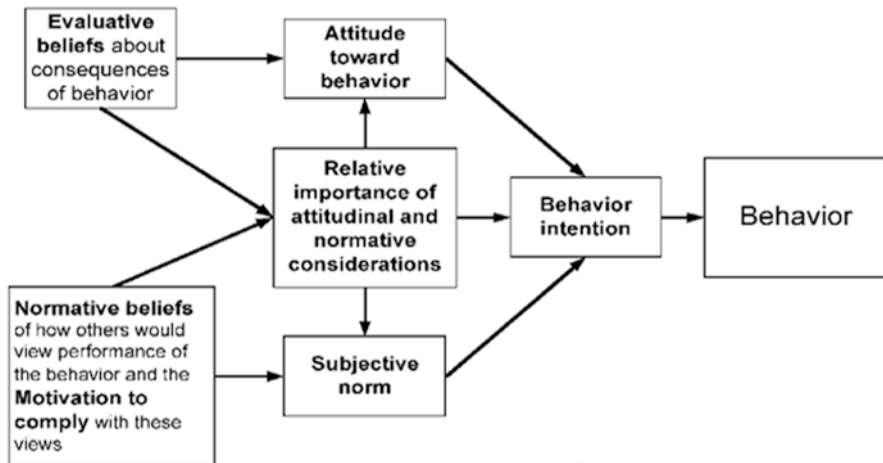 Evaluative
beliefs about
consequences
of behavior
Attitude
toward
behavior
Relative
importance of
attitudinal and
normative
considerations
Behavior
intention
Behavior
Normative beliefs
of how others would
view performance of
the behavior and the
Motivation to
comply with these
views
Subjective
norm